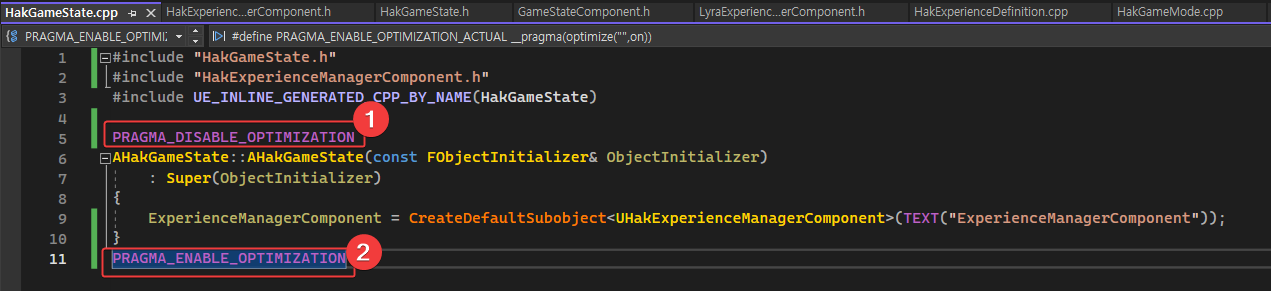 HakGameState.cpp
HakExperienc...erComponent.h
HakGameState.h
GameStateComponent.h
LyraExperienc...erComponent.h
HakExperienceDefinition.cpp
HakGameMode.cpp
PRAGMA_ENABLE_OPTIMIZ
#define PRAGMA_ENABLE_OPTIMIZATION_ACTUAL __pragma(optimize("",on))
1 #include "HakGameState.h"
2 #include "HakExperienceManagerComponent.h"
3 #include UE_INLINE_GENERATED_CPP_BY_NAME(HakGameState)
4
1
5 PRAGMA_DISABLE_OPTIMIZATION
6 AHakGameState::AHakGameState(const FObjectInitializer& ObjectInitializer)
7 : Super(ObjectInitializer)
8 {
9 ExperienceManagerComponent = CreateDefaultSubobject<UHakExperienceManagerComponent>(TEXT("ExperienceManagerComponent"));
10 }
11 PRAGMA_ENABLE_OPTIMIZATION
2